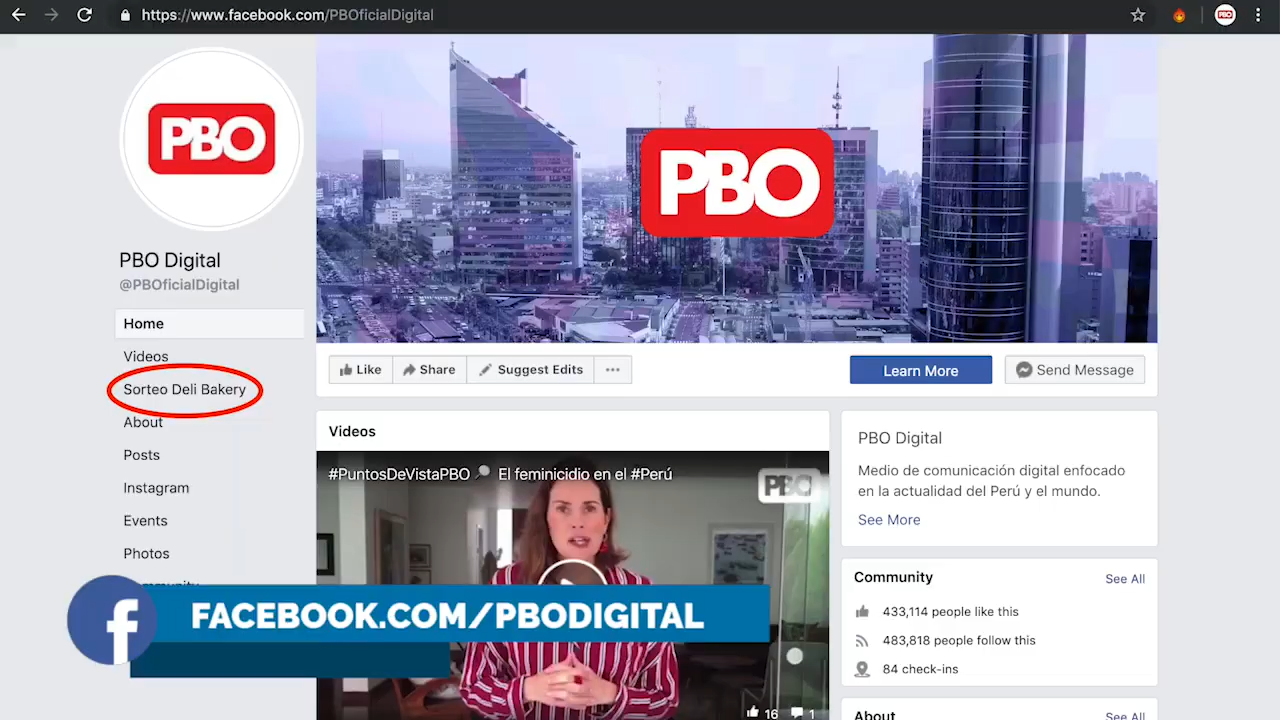 https://www.facebook.com/PBOficialDigital
PBO
PBO
PBO
PBO Digital
@PBOficialDigital
Home
Videos
Sorteo Deli Bakery
About
Posts
Instagram
Events
Photos
Community
Like
Share
Suggest Edits
Learn More
Send Message
Videos
#PuntosDeVistaPBO El feminicidio en el #Perú
PBO
16
1
PBO Digital
Medio de comunicación digital enfocado
en la actualidad del Perú y el mundo.
See More
Community
See All
433,114 people like this
483,818 people follow this
84 check-ins
About
See All
f
FACEBOOK.COM/PBODIGITAL